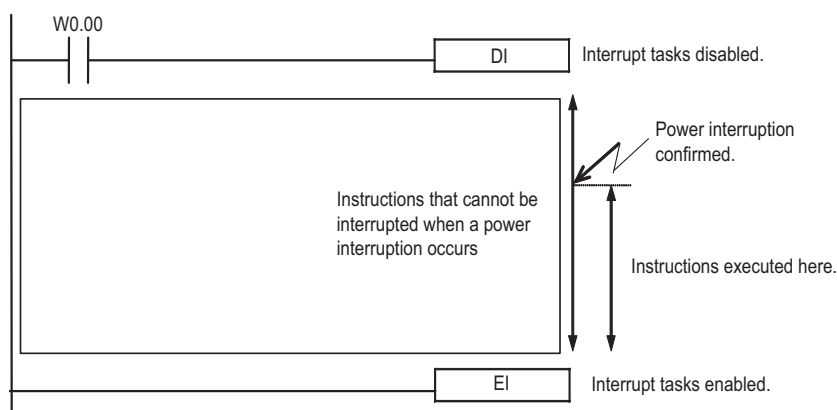 W0.00
DI
Interrupt tasks disabled.
Power interruption
confirmed.
Instructions that cannot be
interrupted when a power
interruption occurs
Instructions executed here.
EI
Interrupt tasks enabled.